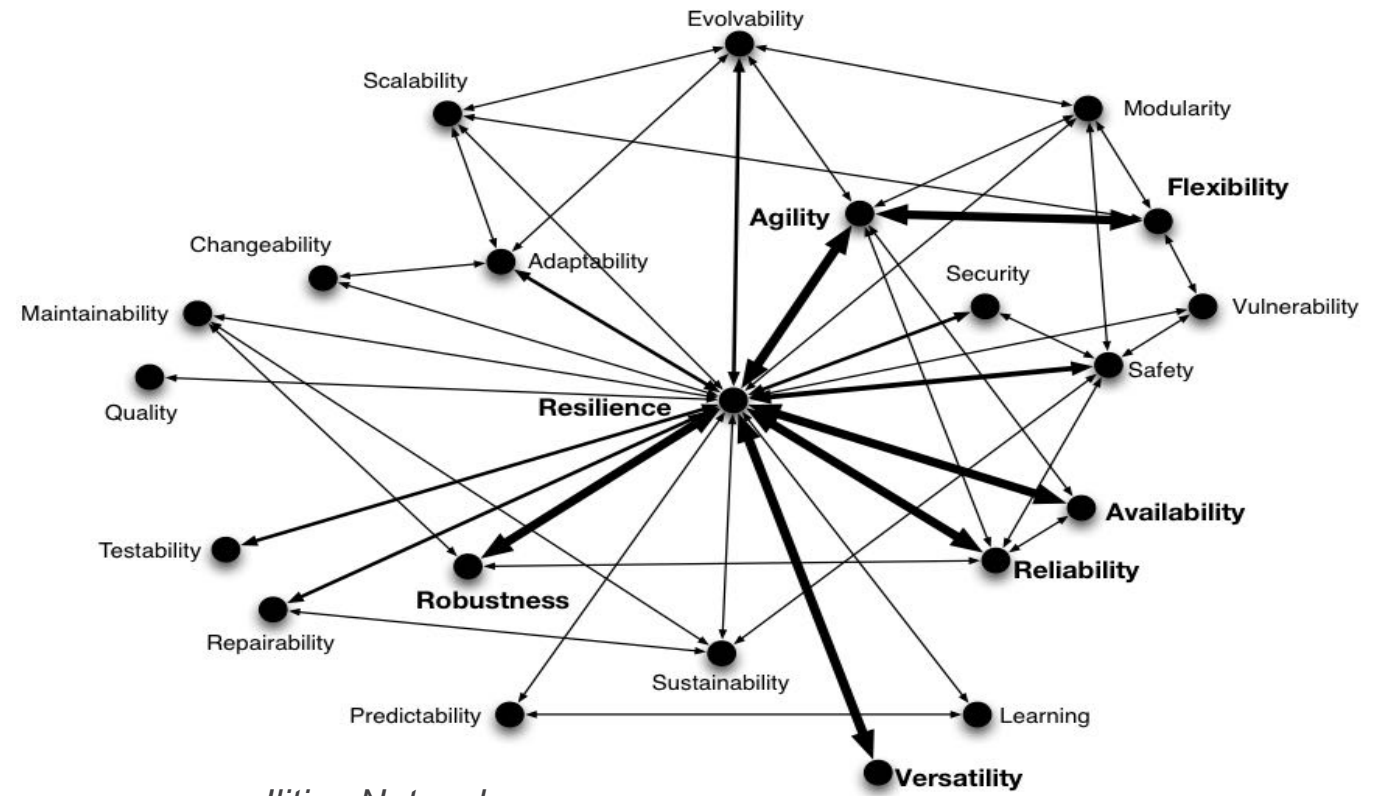 Evolvability
Scalability
Modularity
Flexibility
Agility
Changeability
Adaptability
Security
Maintainability
Vulnerability
Safety
Quality
Resilience
Availability
Testability
Reliability
Robustness
Repairability
Sustainability
Predictability
Learning
Versatility